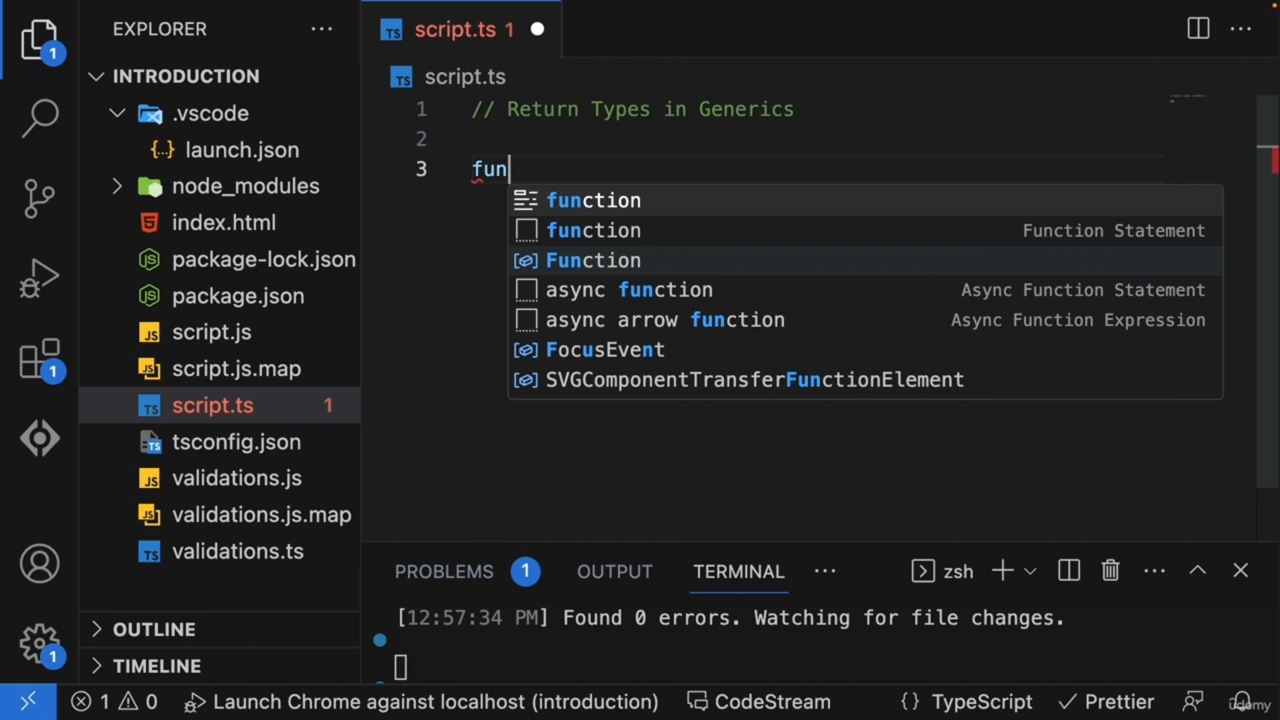 EXPLORER
INTRODUCTION
.vscode
launch.json
node_modules
index.html
package-lock.json
package.json
script.js
script.js.map
script.ts 1
tsconfig.json
validations.js
validations.js.map
validations.ts
OUTLINE
TIMELINE
script.ts 1
script.ts
1 // Return Types in Generics
2
3 fun
function
function Function Statement
Function
async function Async Function Statement
async arrow function Async Function Expression
FocusEvent
SVGComponentTransferFunctionElement
PROBLEMS 1 OUTPUT TERMINAL zsh
[12:57:34 PM] Found 0 errors. Watching for file changes.
1
1
1
1 0 Launch Chrome against localhost (introduction) CodeStream {} TypeScript Prettier
ûdemy